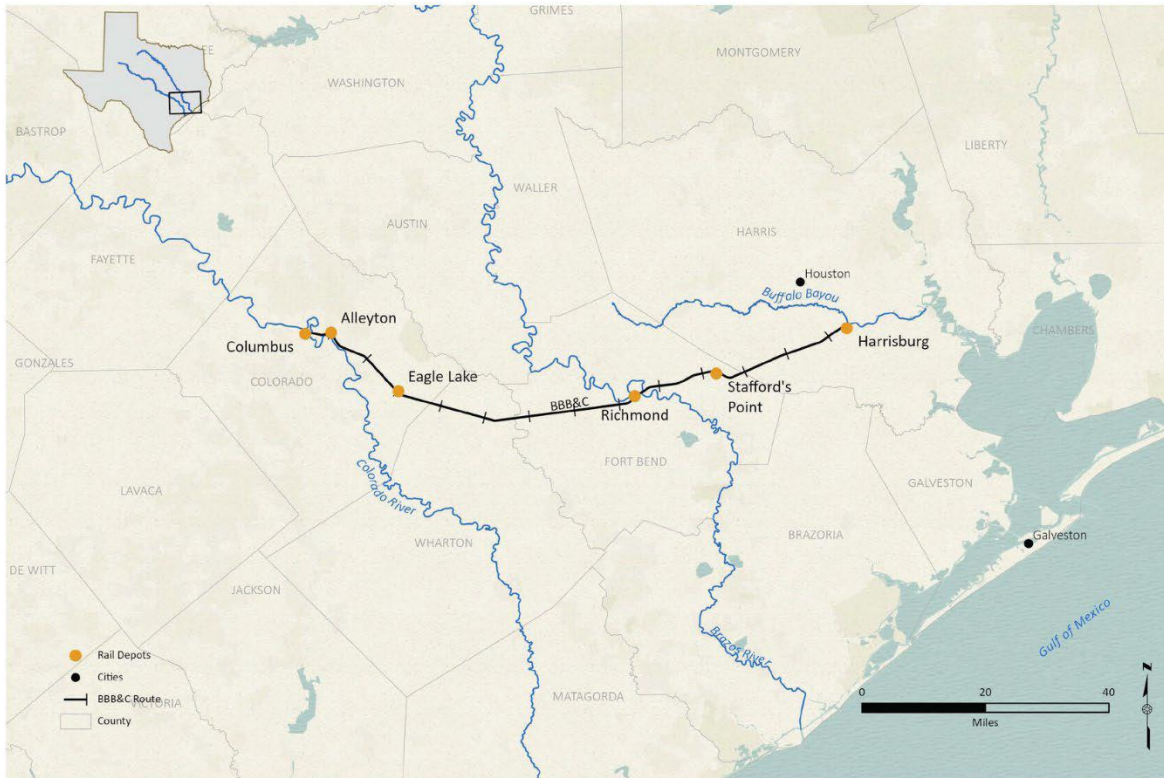 GRIMES
MONTGOMERY
WASHINGTON
LEE
BASTROP
LIBERTY
WALLER
AUSTIN
HARRIS
FAYETTE
Houston
Buffalo Bayou
CHAMBERS
Alleyton
Columbus
Harrisburg
GONZALES
COLORADO
Eagle Lake
Stafford's
Point
BBB&C
Richmond
FORT BEND
Colorado River
LAVACA
GALVESTON
WHARTON
BRAZORIA
Galveston
DE WITT
JACKSON
Gulf of Mexico
Brazos River
Rail Depots
Cities
BBB&C Route
VICTORIA
County
MATAGORDA
N
0 20 40
Miles